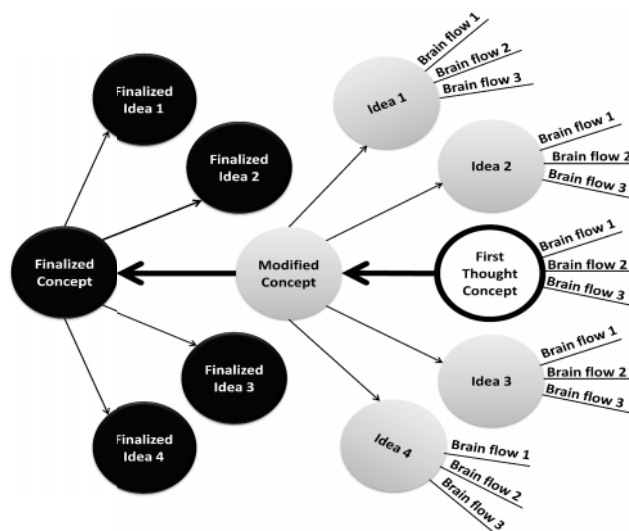 Finalized
Idea 1
Finalized
Idea 2
Finalized
Concept
Finalized
Idea 3
Finalized
Idea 4
Modified
Concept
Idea 1
Brain flow 1
Brain flow 2
Brain flow 3
Idea 2
Brain flow 1
Brain flow 2
Brain flow 3
First
Thought
Concept
Brain flow 1
Brain flow 2
Brain flow 3
Idea 3
Brain flow 1
Brain flow 2
Brain flow 3
Idea 4
Brain flow 1
Brain flow 2
Brain flow 3